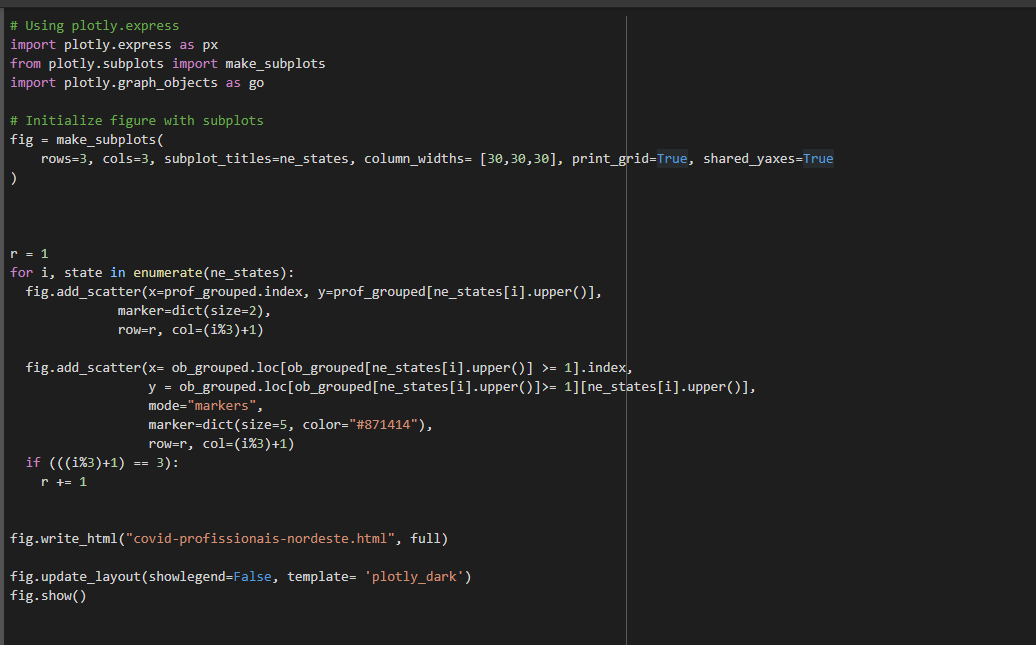 # Using plotly.express
import plotly.express as px
from plotly.subplots import make_subplots
import plotly.graph_objects as go
# Initialize figure with subplots
fig = make_subplots(
    rows=3, cols=3, subplot_titles=ne_states, column_widths= [30,30,30], print_grid=True, shared_yaxes=True
)
r = 1
for i, state in enumerate(ne_states):
  fig.add_scatter(x=prof_grouped.index, y=prof_grouped[ne_states[i].upper()],
              marker=dict(size=2),
              row=r, col=(i%3)+1)
  fig.add_scatter(x= ob_grouped.loc[ob_grouped[ne_states[i].upper()] >= 1].index,
                  y = ob_grouped.loc[ob_grouped[ne_states[i].upper()]>= 1][ne_states[i].upper()],
                  mode="markers",
                  marker=dict(size=5, color="#871414"),
                  row=r, col=(i%3)+1)
  if (((i%3)+1) == 3):
    r += 1
fig.write_html("covid-profissionais-nordeste.html", full)
fig.update_layout(showlegend=False, template= 'plotly_dark')
fig.show()